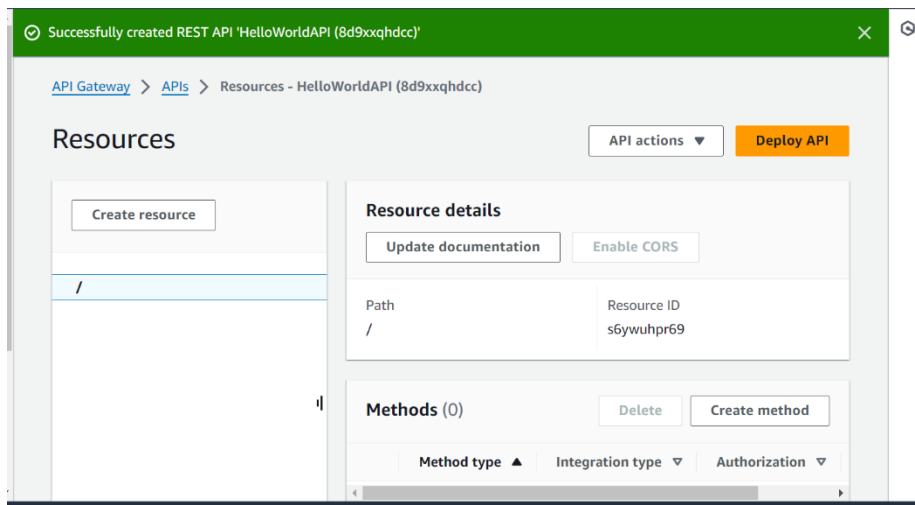 Successfully created REST API 'HelloWorldAPI (8d9xxqhdcc)'
API Gateway > APIs > Resources - HelloWorldAPI (8d9xxqhdcc)
Resources
API actions
Deploy API
Create resource
/
Resource details
Update documentation
Enable CORS
Path
/
Resource ID
s6ywuhpr69
Methods (0)
Delete
Create method
Method type
Integration type
Authorization